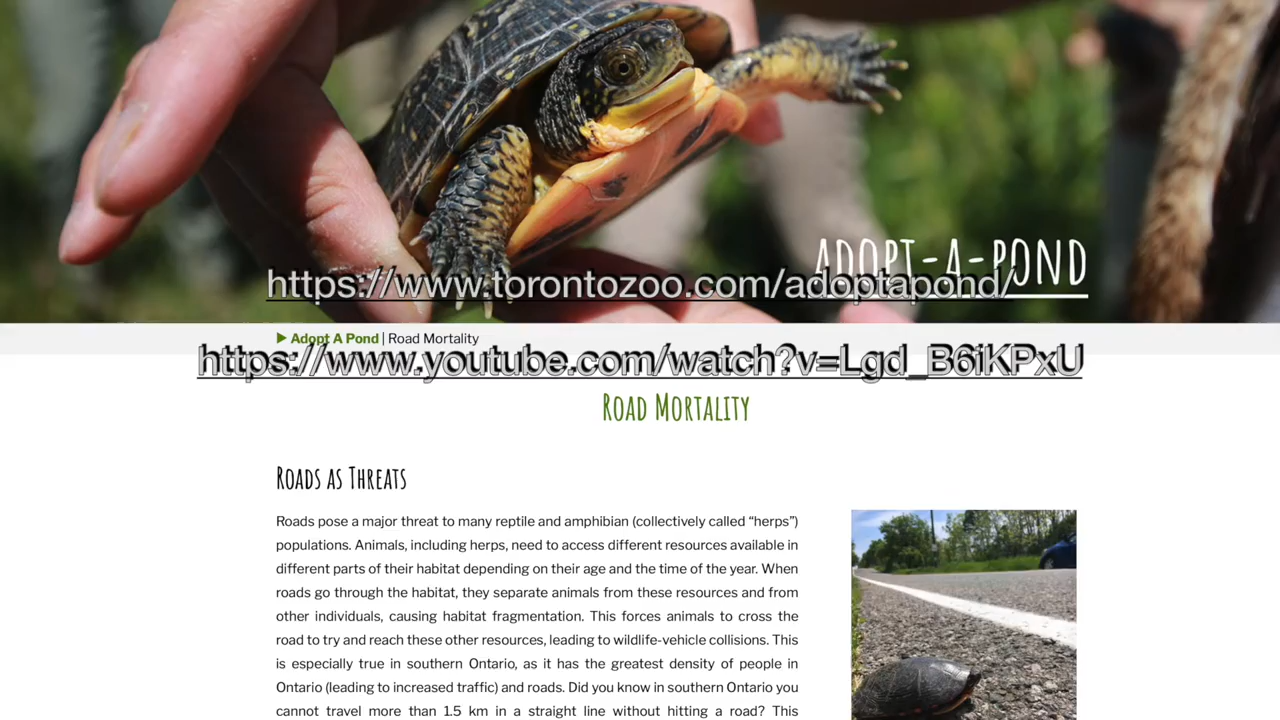 ADOPT-A-POND
https://www.torontozoo.com/adoptapond/
▶ Adopt A Pond | Road Mortality
https://www.youtube.com/watch?v=Lgd_B6iKPxU
Road Mortality
Roads as Threats
Roads pose a major threat to many reptile and amphibian (collectively called “herps”)
populations. Animals, including herps, need to access different resources available in
different parts of their habitat depending on their age and the time of the year. When
roads go through the habitat, they separate animals from these resources and from
other individuals, causing habitat fragmentation. This forces animals to cross the
road to try and reach these other resources, leading to wildlife-vehicle collisions. This
is especially true in southern Ontario, as it has the greatest density of people in
Ontario (leading to increased traffic) and roads. Did you know in southern Ontario you
cannot travel more than 1.5 km in a straight line without hitting a road? This